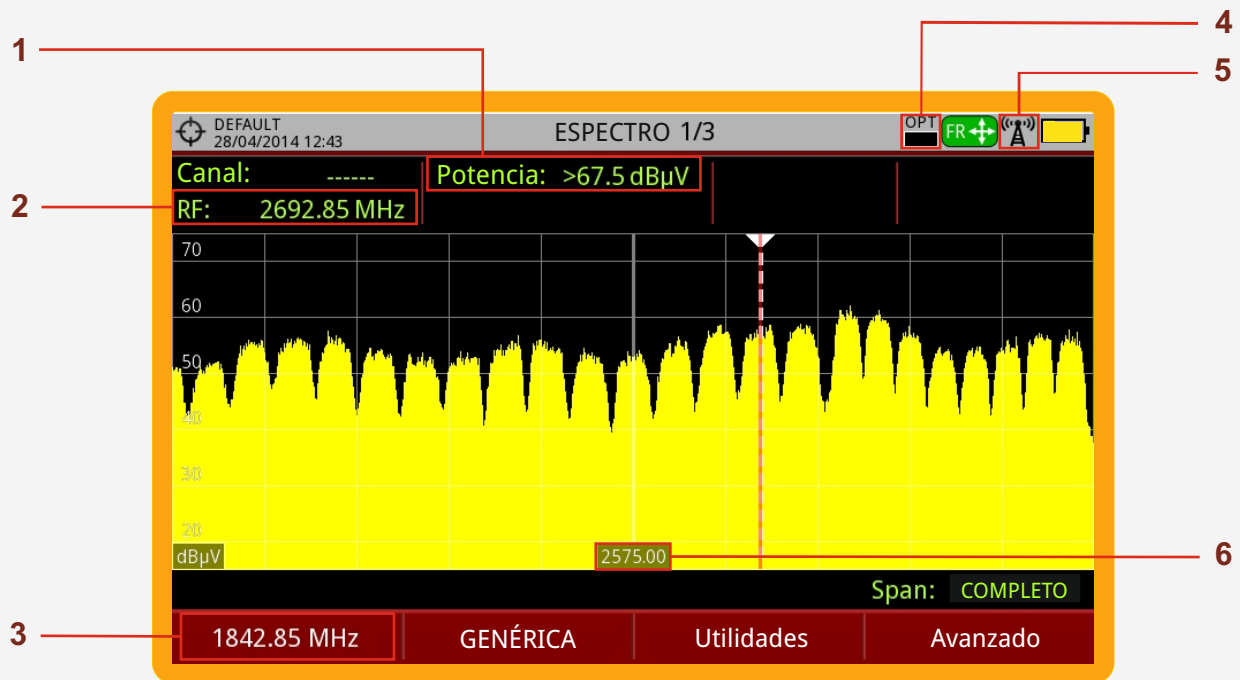 1
4
5
DEFAULT
28/04/2014 12:43
ESPECTRO 1/3
OPT
FR
Canal: ------
Potencia: >67.5 dBµV
2
RF: 2692.85 MHz
70
60
50
40
30
20
dBµV
2575.00
6
Span: COMPLETO
3
1842.85 MHz
GENÉRICA
Utilidades
Avanzado